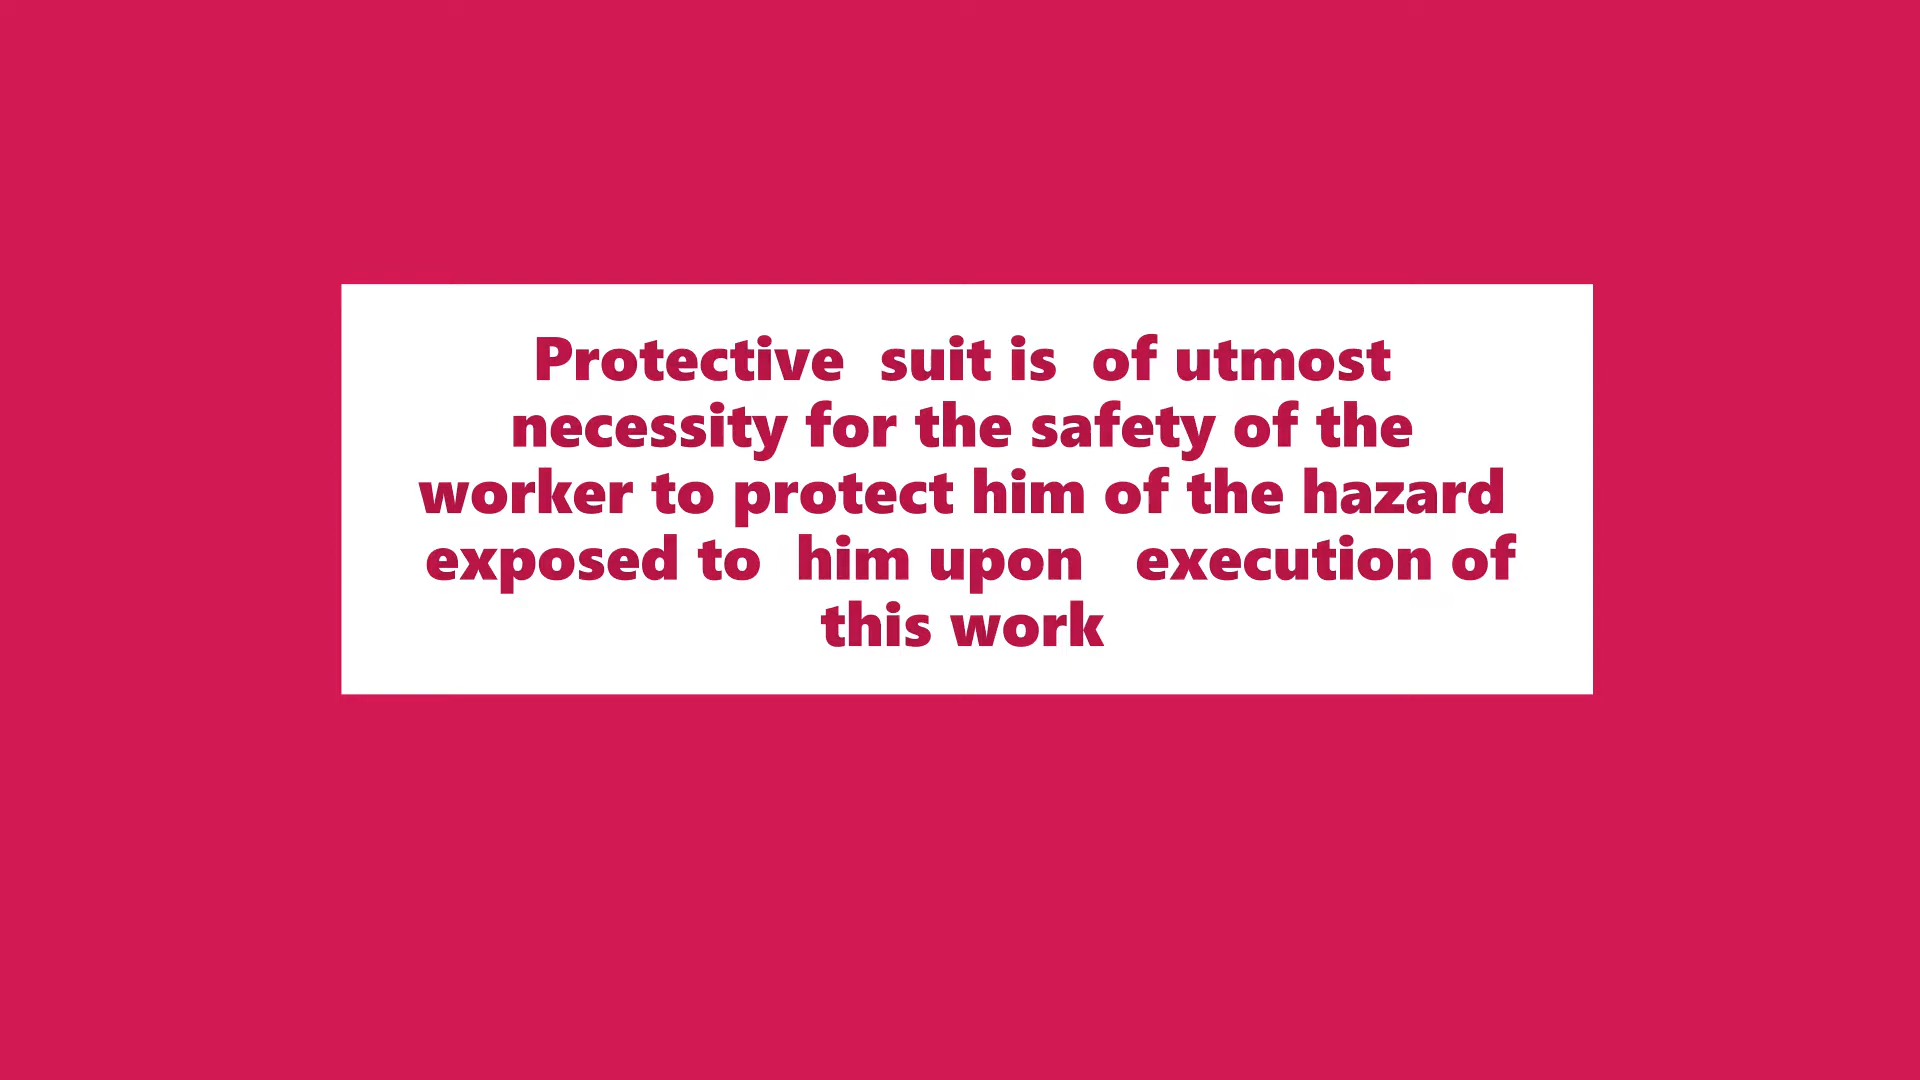 Protective  suit is  of utmost
necessity for the safety of the
worker to protect him of the hazard
exposed to  him upon   execution of
this work